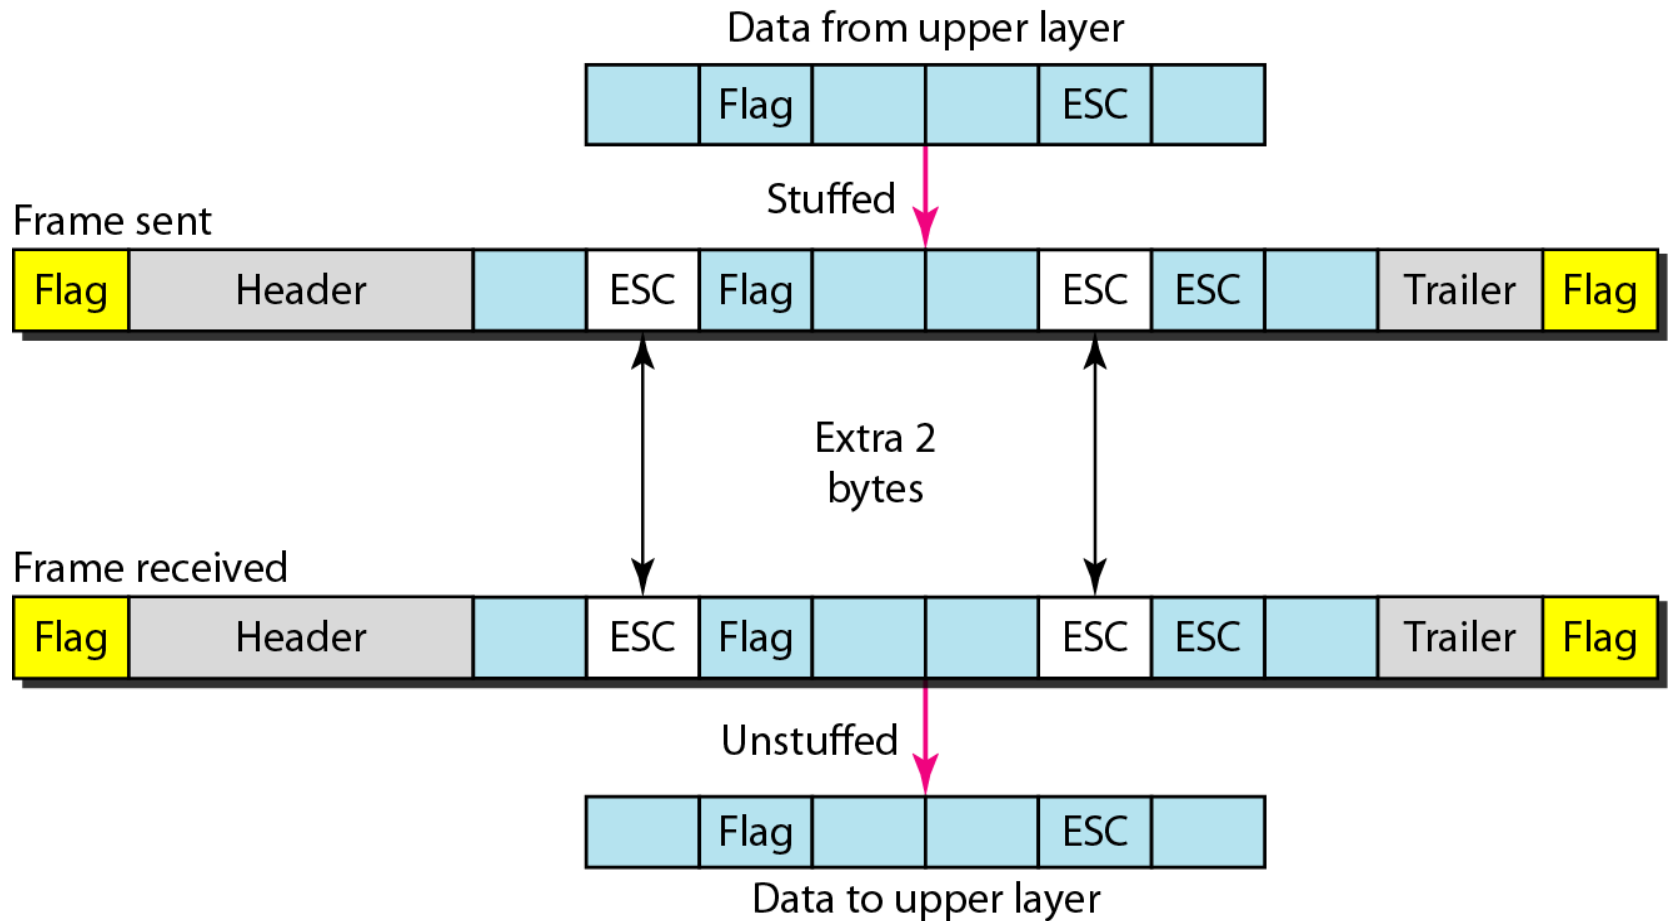 Data from upper layer
Flag ESC
Stuffed
Frame sent
Flag Header ESC Flag ESC ESC Trailer Flag
Extra 2
bytes
Frame received
Flag Header ESC Flag ESC ESC Trailer Flag
Unstuffed
Flag ESC
Data to upper layer